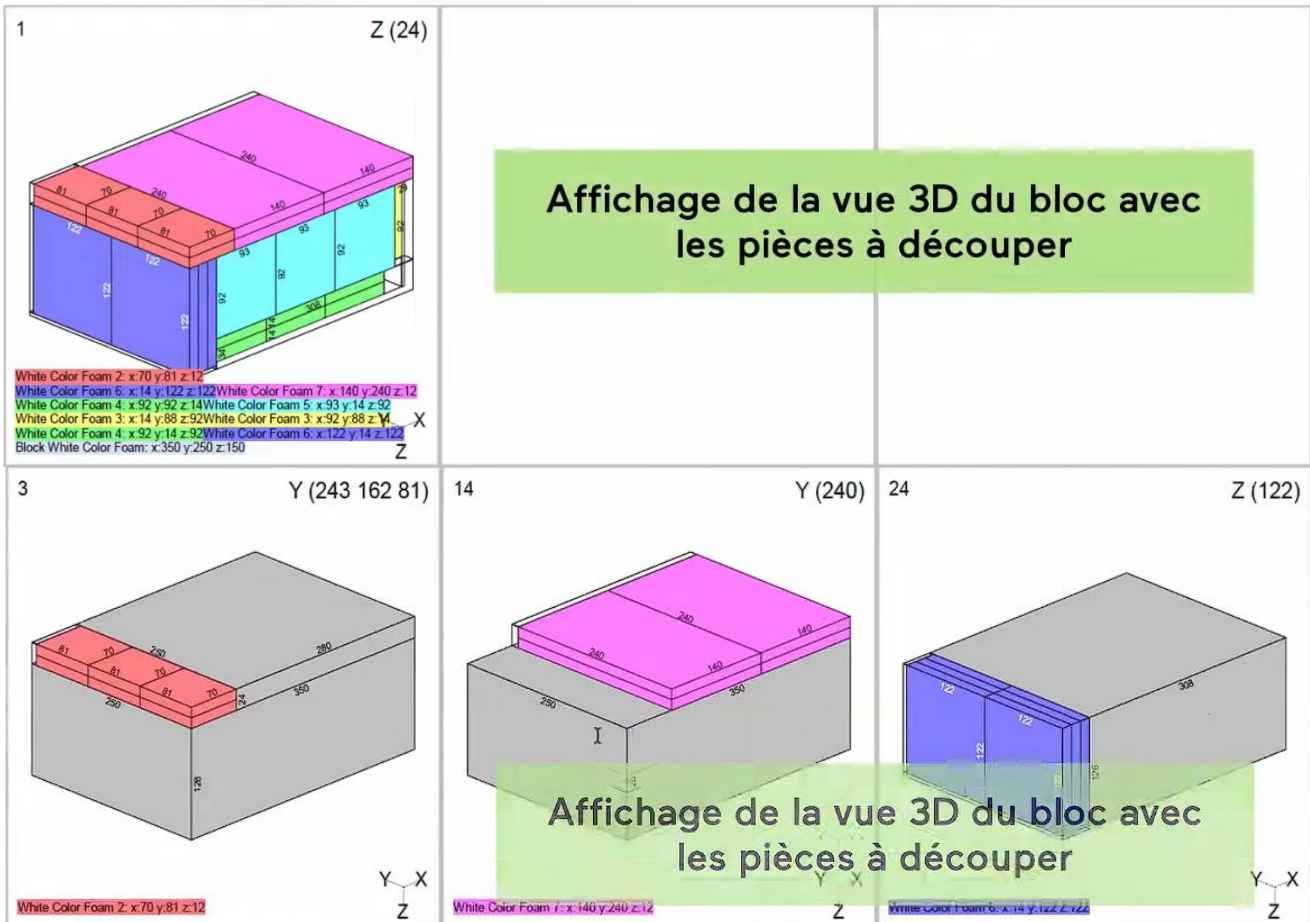 1 Z (24)
Affichage de la vue 3D du bloc avec
les pièces à découper
240
140
81 70 240
81 70 140
81 70
122 122
122 122
93 93 93 29
92 92 92 92
308
14 14
34
White Color Foam 2: x:70 y:81 z:12
White Color Foam 6: x:14 y:122 z:122 White Color Foam 7: x:140 y:240 z:12
White Color Foam 4: x:92 y:92 z:14 White Color Foam 5: x:93 y:14 z:92
White Color Foam 3: x:14 y:88 z:92 White Color Foam 3: x:92 y:88 z:14
White Color Foam 4: x:92 y:14 z:92 White Color Foam 6: x:122 y:14 z:122
Block White Color Foam: x:350 y:250 z:150
Y X
Z
3 Y (243 162 81)
81 70 250 280
81 70
81 70
250 24 350
126
Y X
Z
White Color Foam 2: x:70 y:81 z:12
14 Y (240)
240 140
240 140
250 350
Y X
Z
White Color Foam 7: x:140 y:240 z:12
24 Z (122)
122 122 308
122 126
Y X
Z
White Color Foam 6: x:14 y:122 z:122
Affichage de la vue 3D du bloc avec
les pièces à découper